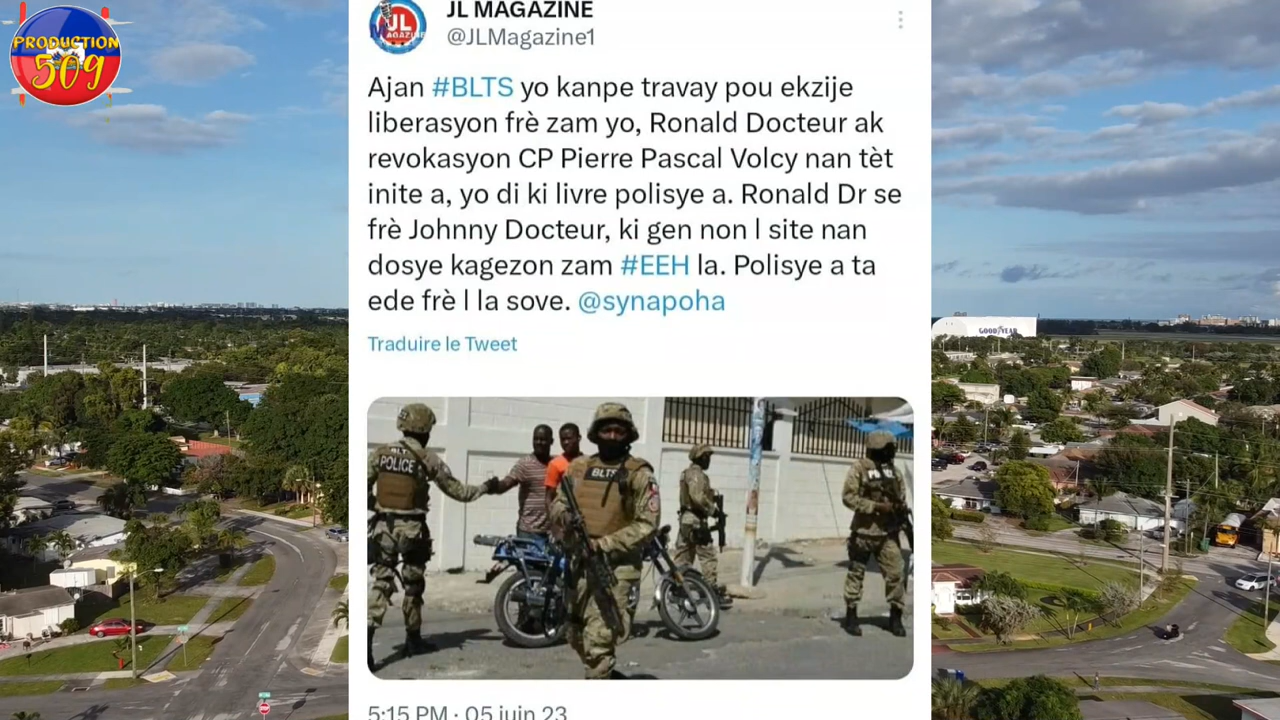 PRODUCTION
509
JL MAGAZINE
@JLMagazine1
JL
MAGAZINE
Ajan #BLTS yo kanpe travay pou ekzije
liberasyon frè zam yo, Ronald Docteur ak
revokasyon CP Pierre Pascal Volcy nan tèt
inite a, yo di ki livre polisye a. Ronald Dr se
frè Johnny Docteur, ki gen non l site nan
dosye kagezon zam #EEH la. Polisye a ta
ede frè l la sove. @synapoha
Traduire le Tweet
GOODYEAR
BLTS
POLICE
BLTS
5:15 PM · 05 juin 23